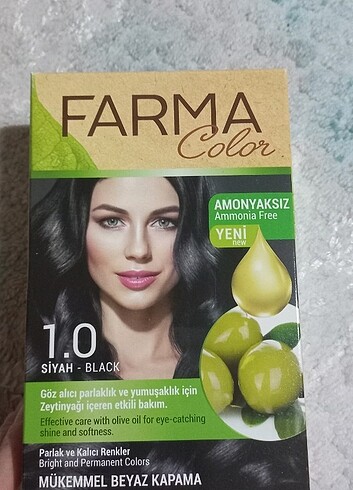 FARMA
Color
AMONYAKSIZ
Ammonia Free
YENİ
new
1.0
SİYAH - BLACK
Göz alıcı parlaklık ve yumuşaklık için
Zeytinyağı içeren etkili bakım.
Effective care with olive oil for eye-catching
shine and softness.
Parlak ve Kalıcı Renkler
Bright and Permanent Colors
MÜKEMMEL BEYAZ KAPAMA